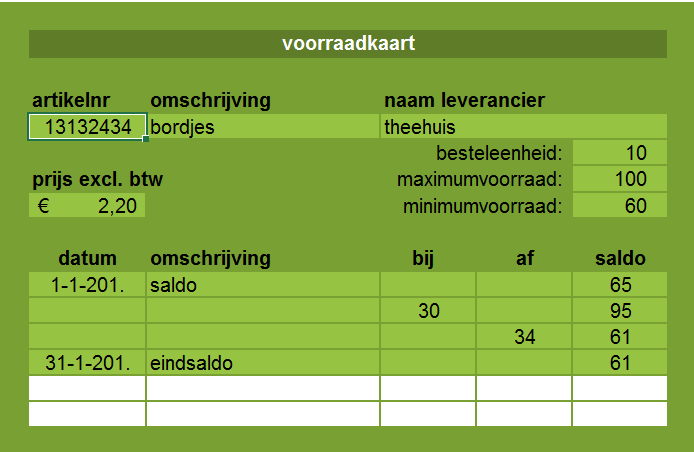 voorraadkaart
artikelnr omschrijving naam leverancier
13132434 bordjes theehuis
besteleenheid: 10
prijs excl. btw maximumvoorraad: 100
€ 2,20 minimumvoorraad: 60
datum omschrijving bij af saldo
1-1-201. saldo 65
30 95
34 61
31-1-201. eindsaldo 61